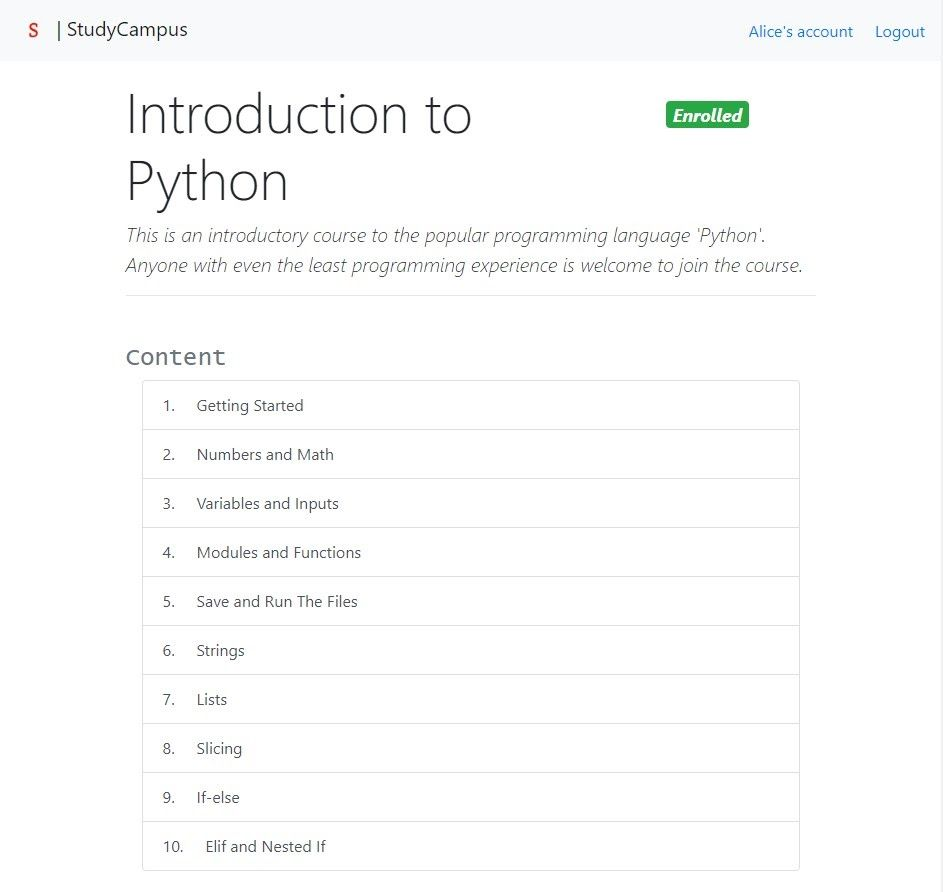 S | StudyCampus Alice's account Logout
Introduction to Enrolled
Python
This is an introductory course to the popular programming language 'Python'.
Anyone with even the least programming experience is welcome to join the course.
Content
1. Getting Started
2. Numbers and Math
3. Variables and Inputs
4. Modules and Functions
5. Save and Run The Files
6. Strings
7. Lists
8. Slicing
9. If-else
10. Elif and Nested If